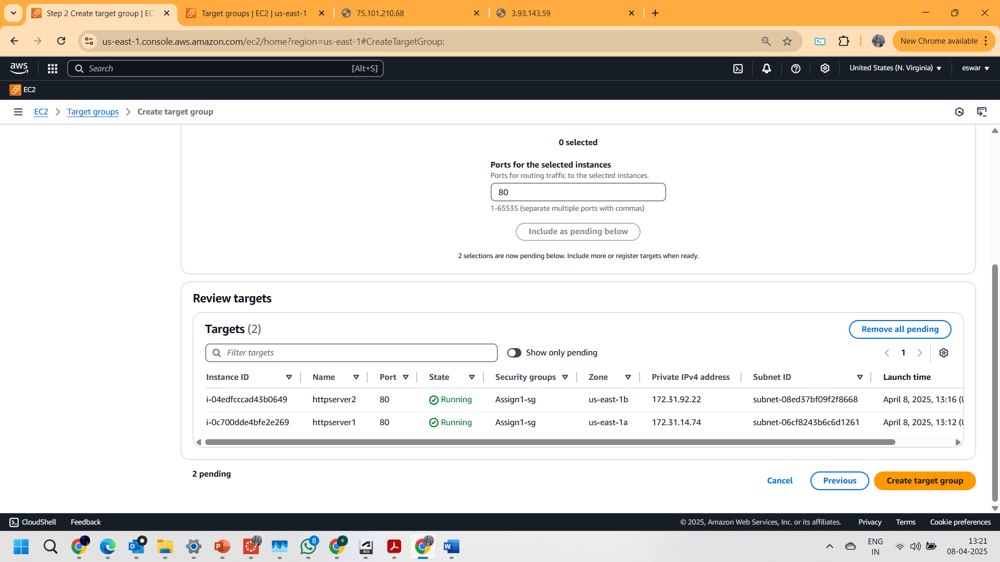 Step 2 Create target group | EC
Target groups | EC2 | us-east-1
75.101.210.68
3.93.143.59
us-east-1.console.aws.amazon.com/ec2/home?region=us-east-1#CreateTargetGroup:
New Chrome available
aws
Search
[Alt+S]
United States (N. Virginia)
eswar
EC2
EC2
Target groups
Create target group
0 selected
Ports for the selected instances
Ports for routing traffic to the selected instances.
80
1-65535 (separate multiple ports with commas)
Include as pending below
2 selections are now pending below. Include more or register targets when ready.
Review targets
Targets (2)
Remove all pending
Filter targets
Show only pending
1
Instance ID Name Port State Security groups Zone Private IPv4 address Subnet ID Launch time
i-04edfcccad43b0649 httpserver2 80 Running Assign1-sg us-east-1b 172.31.92.22 subnet-08ed37bf09f2f8668 April 8, 2025, 13:16 (U
i-0c700dde4bfe2e269 httpserver1 80 Running Assign1-sg us-east-1a 172.31.14.74 subnet-06cf8243b6c6d1261 April 8, 2025, 13:12 (U
2 pending
Cancel
Previous
Create target group
CloudShell
Feedback
© 2025, Amazon Web Services, Inc. or its affiliates.
Privacy
Terms
Cookie preferences
8
e
ACS
W
P
ENG
IN
13:21
08-04-2025